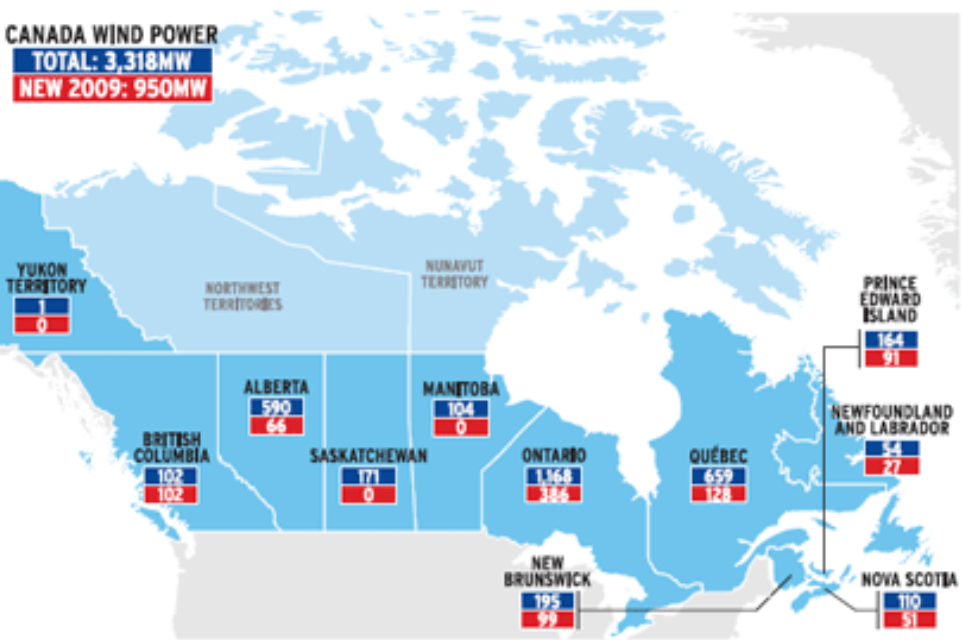 CANADA WIND POWER
TOTAL: 3,318MW
NEW 2009: 950MW
YUKON
TERRITORY
1
0
NORTHWEST
TERRITORIES
NUNAVUT
TERRITORY
PRINCE
EDWARD
ISLAND
164
91
BRITISH
COLUMBIA
102
102
ALBERTA
590
66
SASKATCHEWAN
171
0
MANITOBA
104
0
ONTARIO
1,168
386
QUÉBEC
659
128
NEWFOUNDLAND
AND LABRADOR
54
27
NEW
BRUNSWICK
195
99
NOVA SCOTIA
110
51